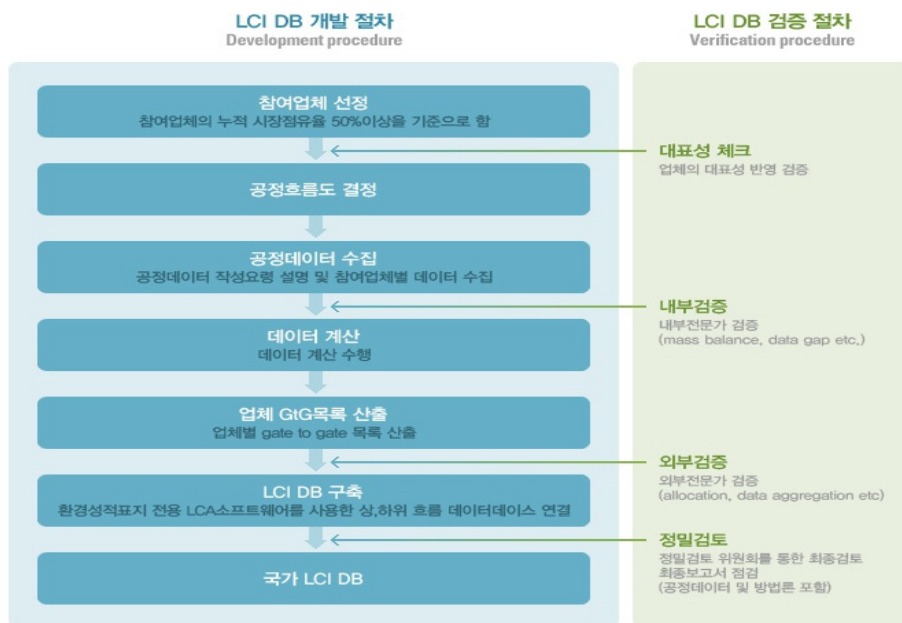 LCI DB 개발 절차
Development procedure
참여업체 선정
참여업체의 누적 시장점유율 50%이상을 기준으로 함
공정흐름도 결정
공정데이터 수집
공정데이터 작성요령 설명 및 참여업체별 데이터 수집
데이터 계산
데이터 계산 수행
업체 GtG목록 산출
업체별 gate to gate 목록 산출
LCI DB 구축
환경성적표지 전용 LCA소프트웨어를 사용한 상,하위 흐름 데이터데이스 연결
국가 LCI DB
LCI DB 검증 절차
Verification procedure
대표성 체크
업체의 대표성 반영 검증
내부검증
내부전문가 검증
(mass balance, data gap etc.)
외부검증
외부전문가 검증
(allocation, data aggregation etc)
정밀검토
정밀검토 위원회를 통한 최종검토
최종보고서 점검
(공정데이터 및 방법론 포함)